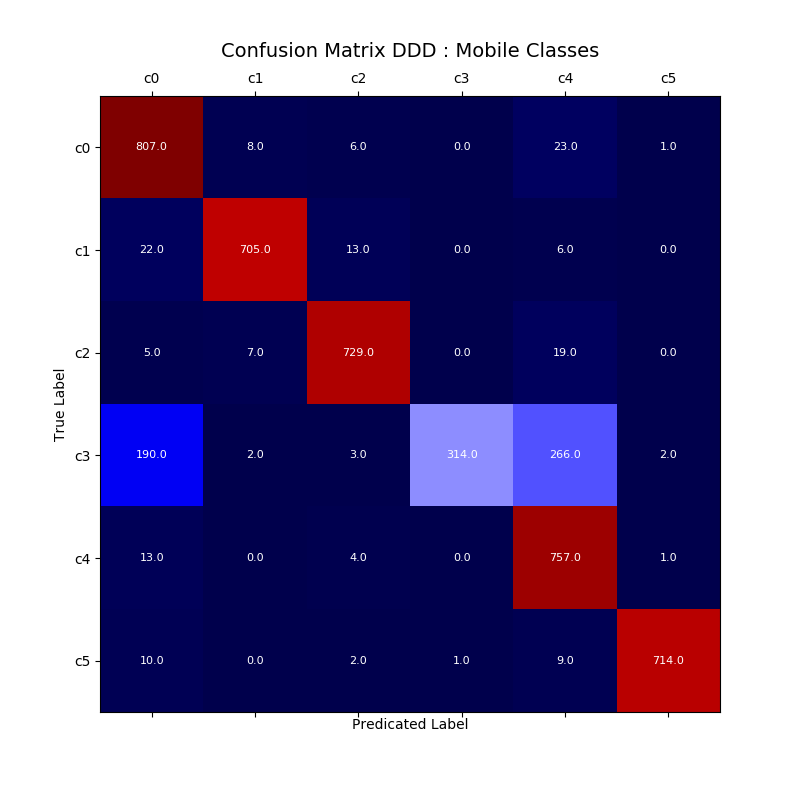 Confusion Matrix DDD : Mobile Classes
c0 c1 c2 c3 c4 c5
c0 807.0 8.0 6.0 0.0 23.0 1.0
c1 22.0 705.0 13.0 0.0 6.0 0.0
c2 5.0 7.0 729.0 0.0 19.0 0.0
True Label
c3 190.0 2.0 3.0 314.0 266.0 2.0
c4 13.0 0.0 4.0 0.0 757.0 1.0
c5 10.0 0.0 2.0 1.0 9.0 714.0
Predicated Label